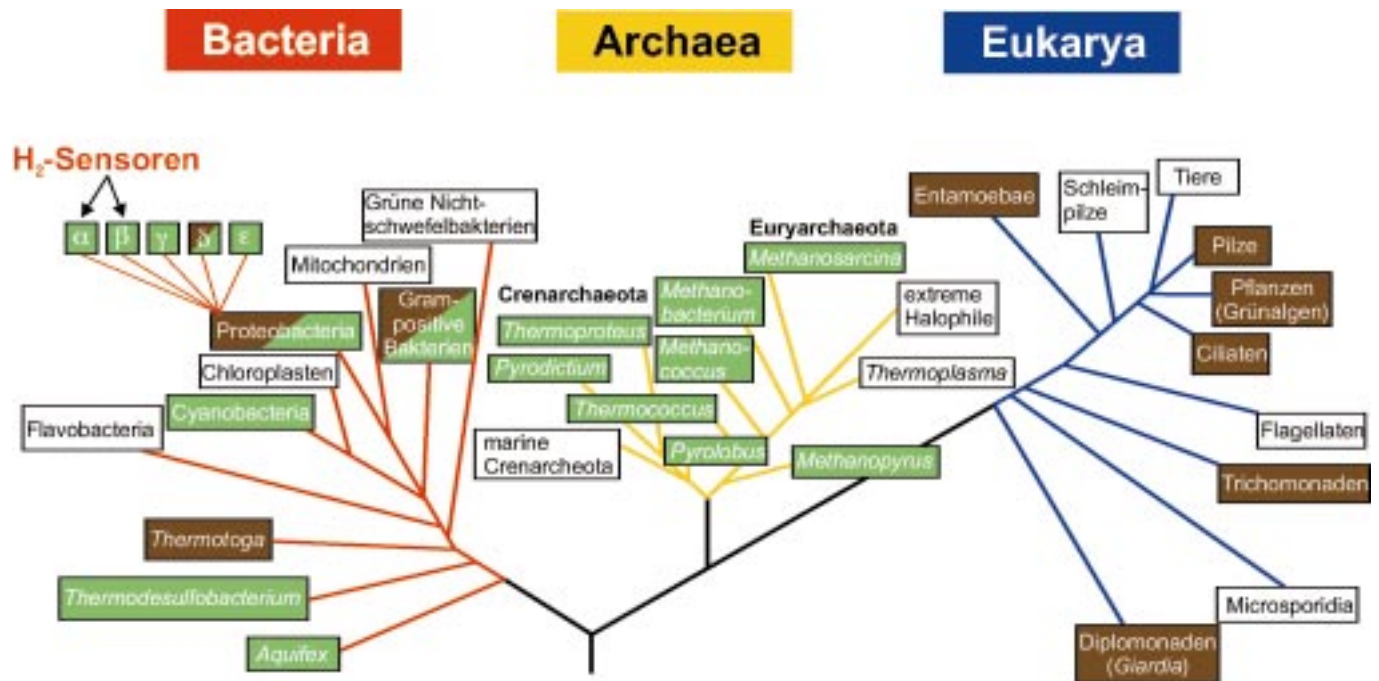 Bacteria
Archaea
Eukarya
H₂-Sensoren
α
β
γ
δ
ε
Proteobacteria
Chloroplasten
Cyanobacteria
Flavobacteria
Mitochondrien
Grüne Nicht-
schwefelbakterien
Gram-
positive
Bakterien
Thermotoga
Thermodesulfobacterium
Aquifex
Crenarchaeota
Thermoproteus
Pyrodictium
Thermococcus
marine
Crenarcheota
Pyrolobus
Euryarchaeota
Methanosarcina
Methano-
bacterium
Methano-
coccus
extreme
Halophile
Thermoplasma
Methanopyrus
Entamoebae
Schleim-
pilze
Tiere
Pilze
Pflanzen
(Grünalgen)
Ciliaten
Flagellaten
Trichomonaden
Microsporidia
Diplomonaden
(Giardia)